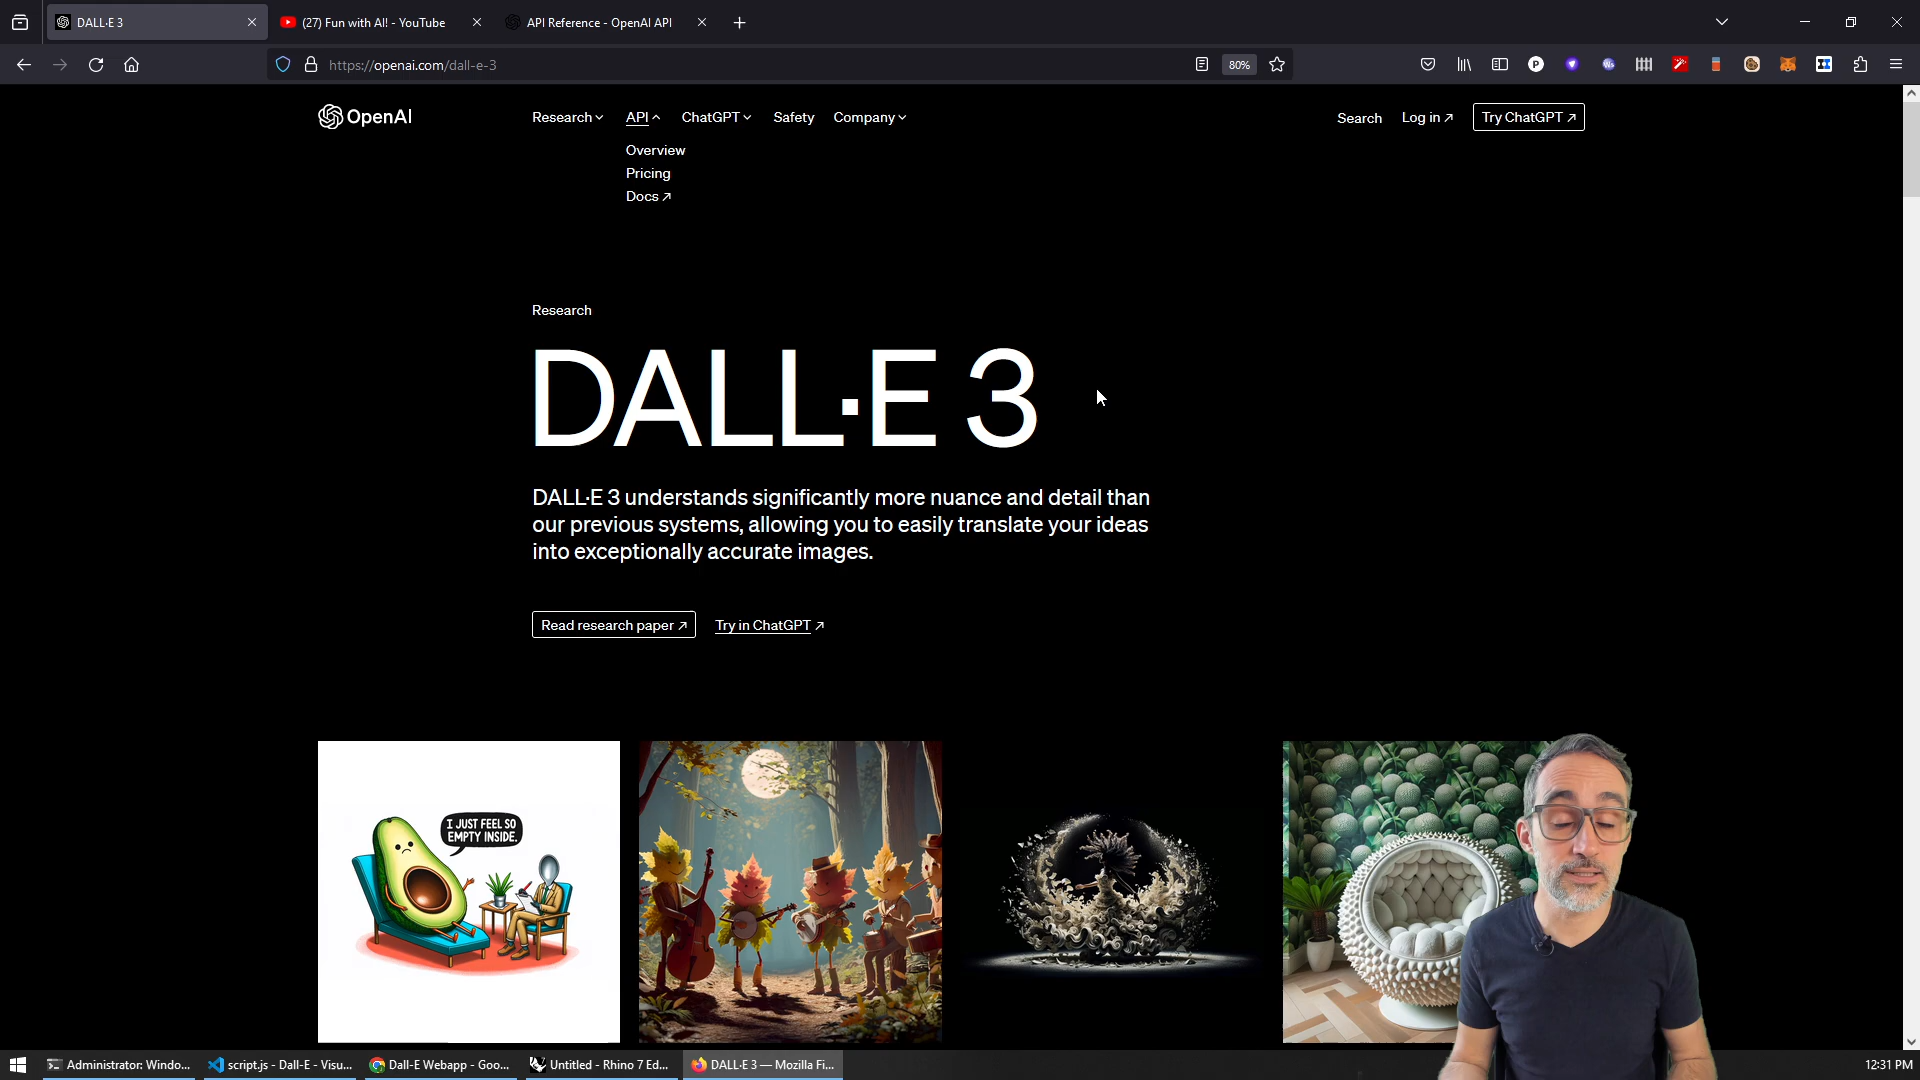 DALL·E 3
(27) Fun with AI! - YouTube
API Reference - OpenAI API
https://openai.com/dall-e-3
80%
OpenAI
Research
API
ChatGPT
Safety
Company
Search
Log in ↗
Try ChatGPT ↗
Overview
Pricing
Docs ↗
Research
DALL·E 3
DALL·E 3 understands significantly more nuance and detail than
our previous systems, allowing you to easily translate your ideas
into exceptionally accurate images.
Read research paper ↗
Try in ChatGPT ↗
I JUST FEEL SO
EMPTY INSIDE.
Administrator: Windo...
script.js - Dall-E - Visu...
Dall-E Webapp - Goo...
Untitled - Rhino 7 Ed...
DALL·E 3 — Mozilla Fi...
12:31 PM